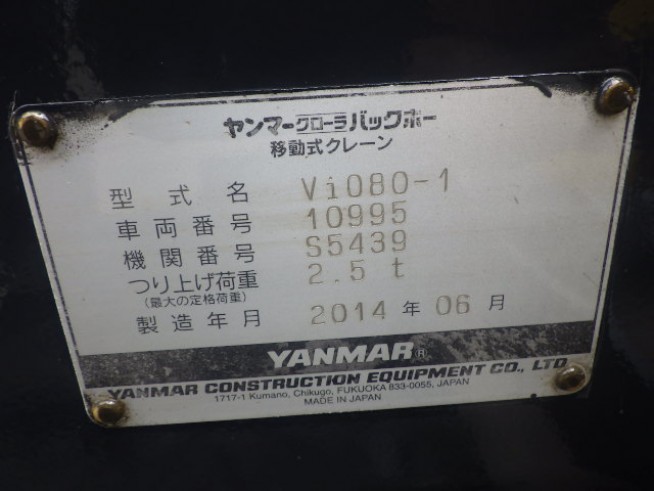 ヤンマークローラバックホー
移動式クレーン
型式名 Vi080-1
車両番号 10995
機関番号 S5439
つり上げ荷重 2.5 t
(最大の定格荷重)
製造年月 2014 年 06 月
YANMAR®
YANMAR CONSTRUCTION EQUIPMENT CO., LTD.
1717-1 Kumano, Chikugo, FUKUOKA 833-0055, JAPAN
MADE IN JAPAN